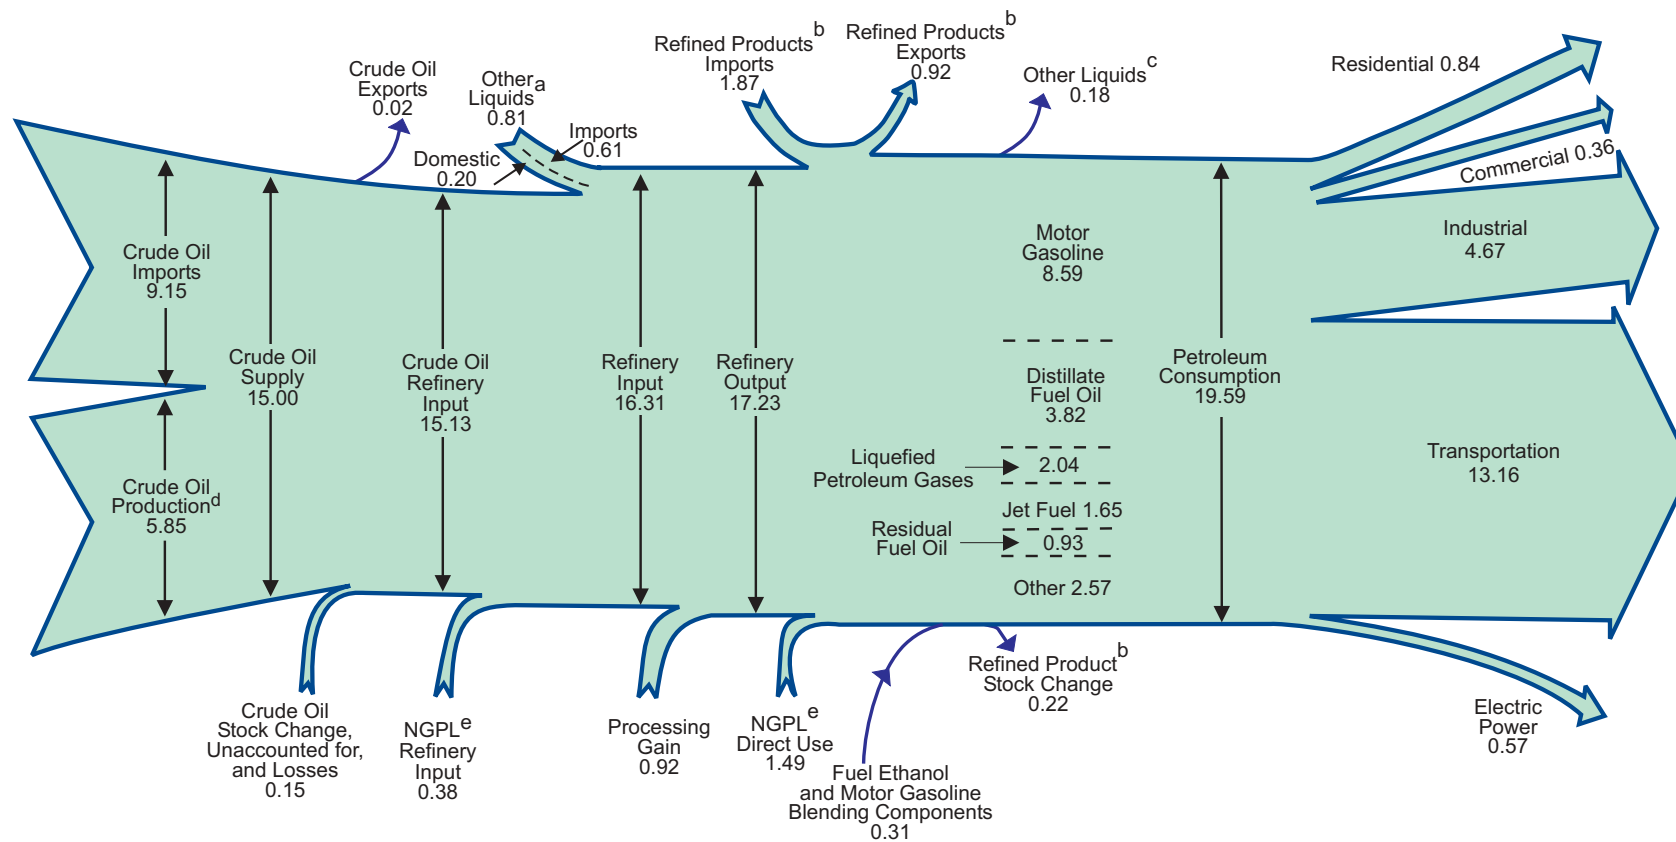 Crude Oil
Exports
0.02
Other a
Liquids
0.81
Imports
0.61
Domestic
0.20
Refined Products b
Imports
1.87
Refined Products b
Exports
0.92
Other Liquids c
0.18
Residential 0.84
Commercial 0.36
Industrial
4.67
Transportation
13.16
Electric
Power
0.57
Crude Oil
Imports
9.15
Crude Oil
Production d
5.85
Crude Oil
Supply
15.00
Crude Oil
Refinery
Input
15.13
Refinery
Input
16.31
Refinery
Output
17.23
Motor
Gasoline
8.59
Distillate
Fuel Oil
3.82
Liquefied
Petroleum Gases
2.04
Jet Fuel 1.65
Residual
Fuel Oil
0.93
Other 2.57
Petroleum
Consumption
19.59
Crude Oil
Stock Change,
Unaccounted for,
and Losses
0.15
NGPL e
Refinery
Input
0.38
Processing
Gain
0.92
NGPL e
Direct Use
1.49
Fuel Ethanol
and Motor Gasoline
Blending Components
0.31
Refined Product b
Stock Change
0.22